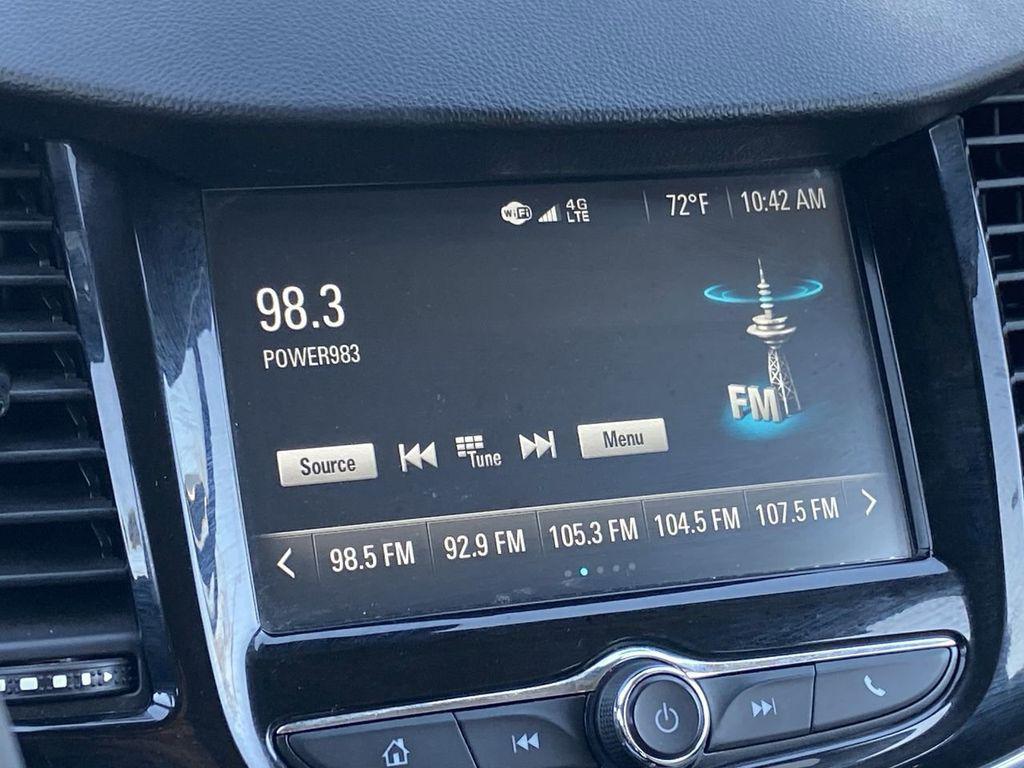 WiFi 4G LTE 72°F 10:42 AM
98.3
POWER983
FM
Source Tune Menu
98.5 FM 92.9 FM 105.3 FM 104.5 FM 107.5 FM